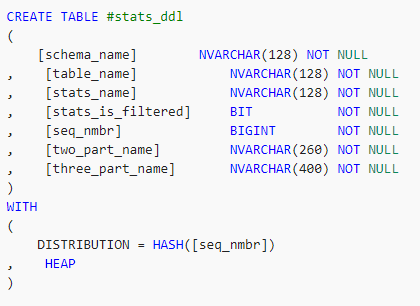 CREATE TABLE #stats_ddl
(
    [schema_name]        NVARCHAR(128) NOT NULL
,    [table_name]            NVARCHAR(128) NOT NULL
,    [stats_name]            NVARCHAR(128) NOT NULL
,    [stats_is_filtered]     BIT           NOT NULL
,    [seq_nmbr]              BIGINT        NOT NULL
,    [two_part_name]         NVARCHAR(260) NOT NULL
,    [three_part_name]       NVARCHAR(400) NOT NULL
)
WITH
(
    DISTRIBUTION = HASH([seq_nmbr])
,    HEAP
)